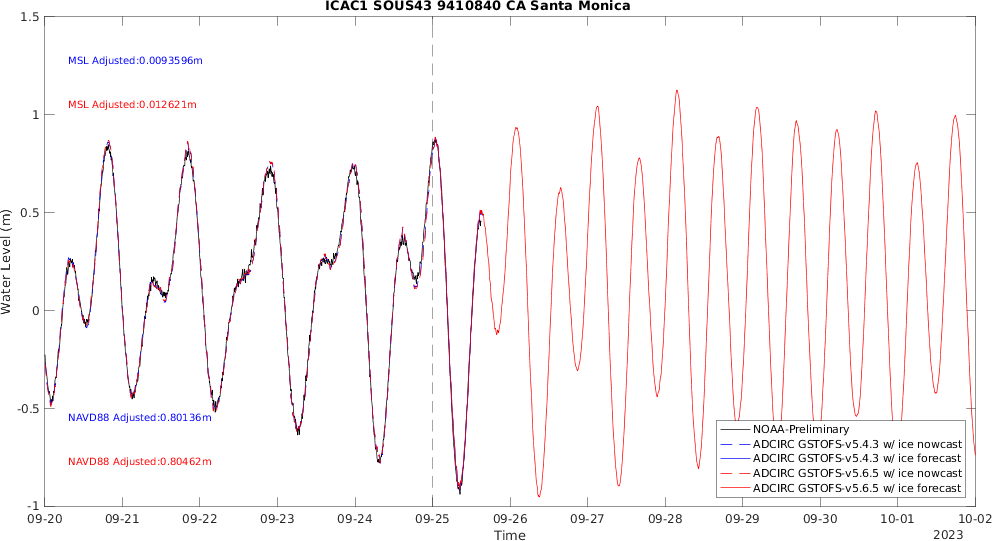 ICAC1 SOUS43 9410840 CA Santa Monica
1.5
MSL Adjusted:0.0093596m
MSL Adjusted:0.012621m
1
0.5
Water Level (m)
0
-0.5
NAVD88 Adjusted:0.80136m
NAVD88 Adjusted:0.80462m
-1
NOAA-Preliminary
ADCIRC GSTOFS-v5.4.3 w/ ice nowcast
ADCIRC GSTOFS-v5.4.3 w/ ice forecast
ADCIRC GSTOFS-v5.6.5 w/ ice nowcast
ADCIRC GSTOFS-v5.6.5 w/ ice forecast
09-20 09-21 09-22 09-23 09-24 09-25 09-26 09-27 09-28 09-29 09-30 10-01 10-02
Time
2023